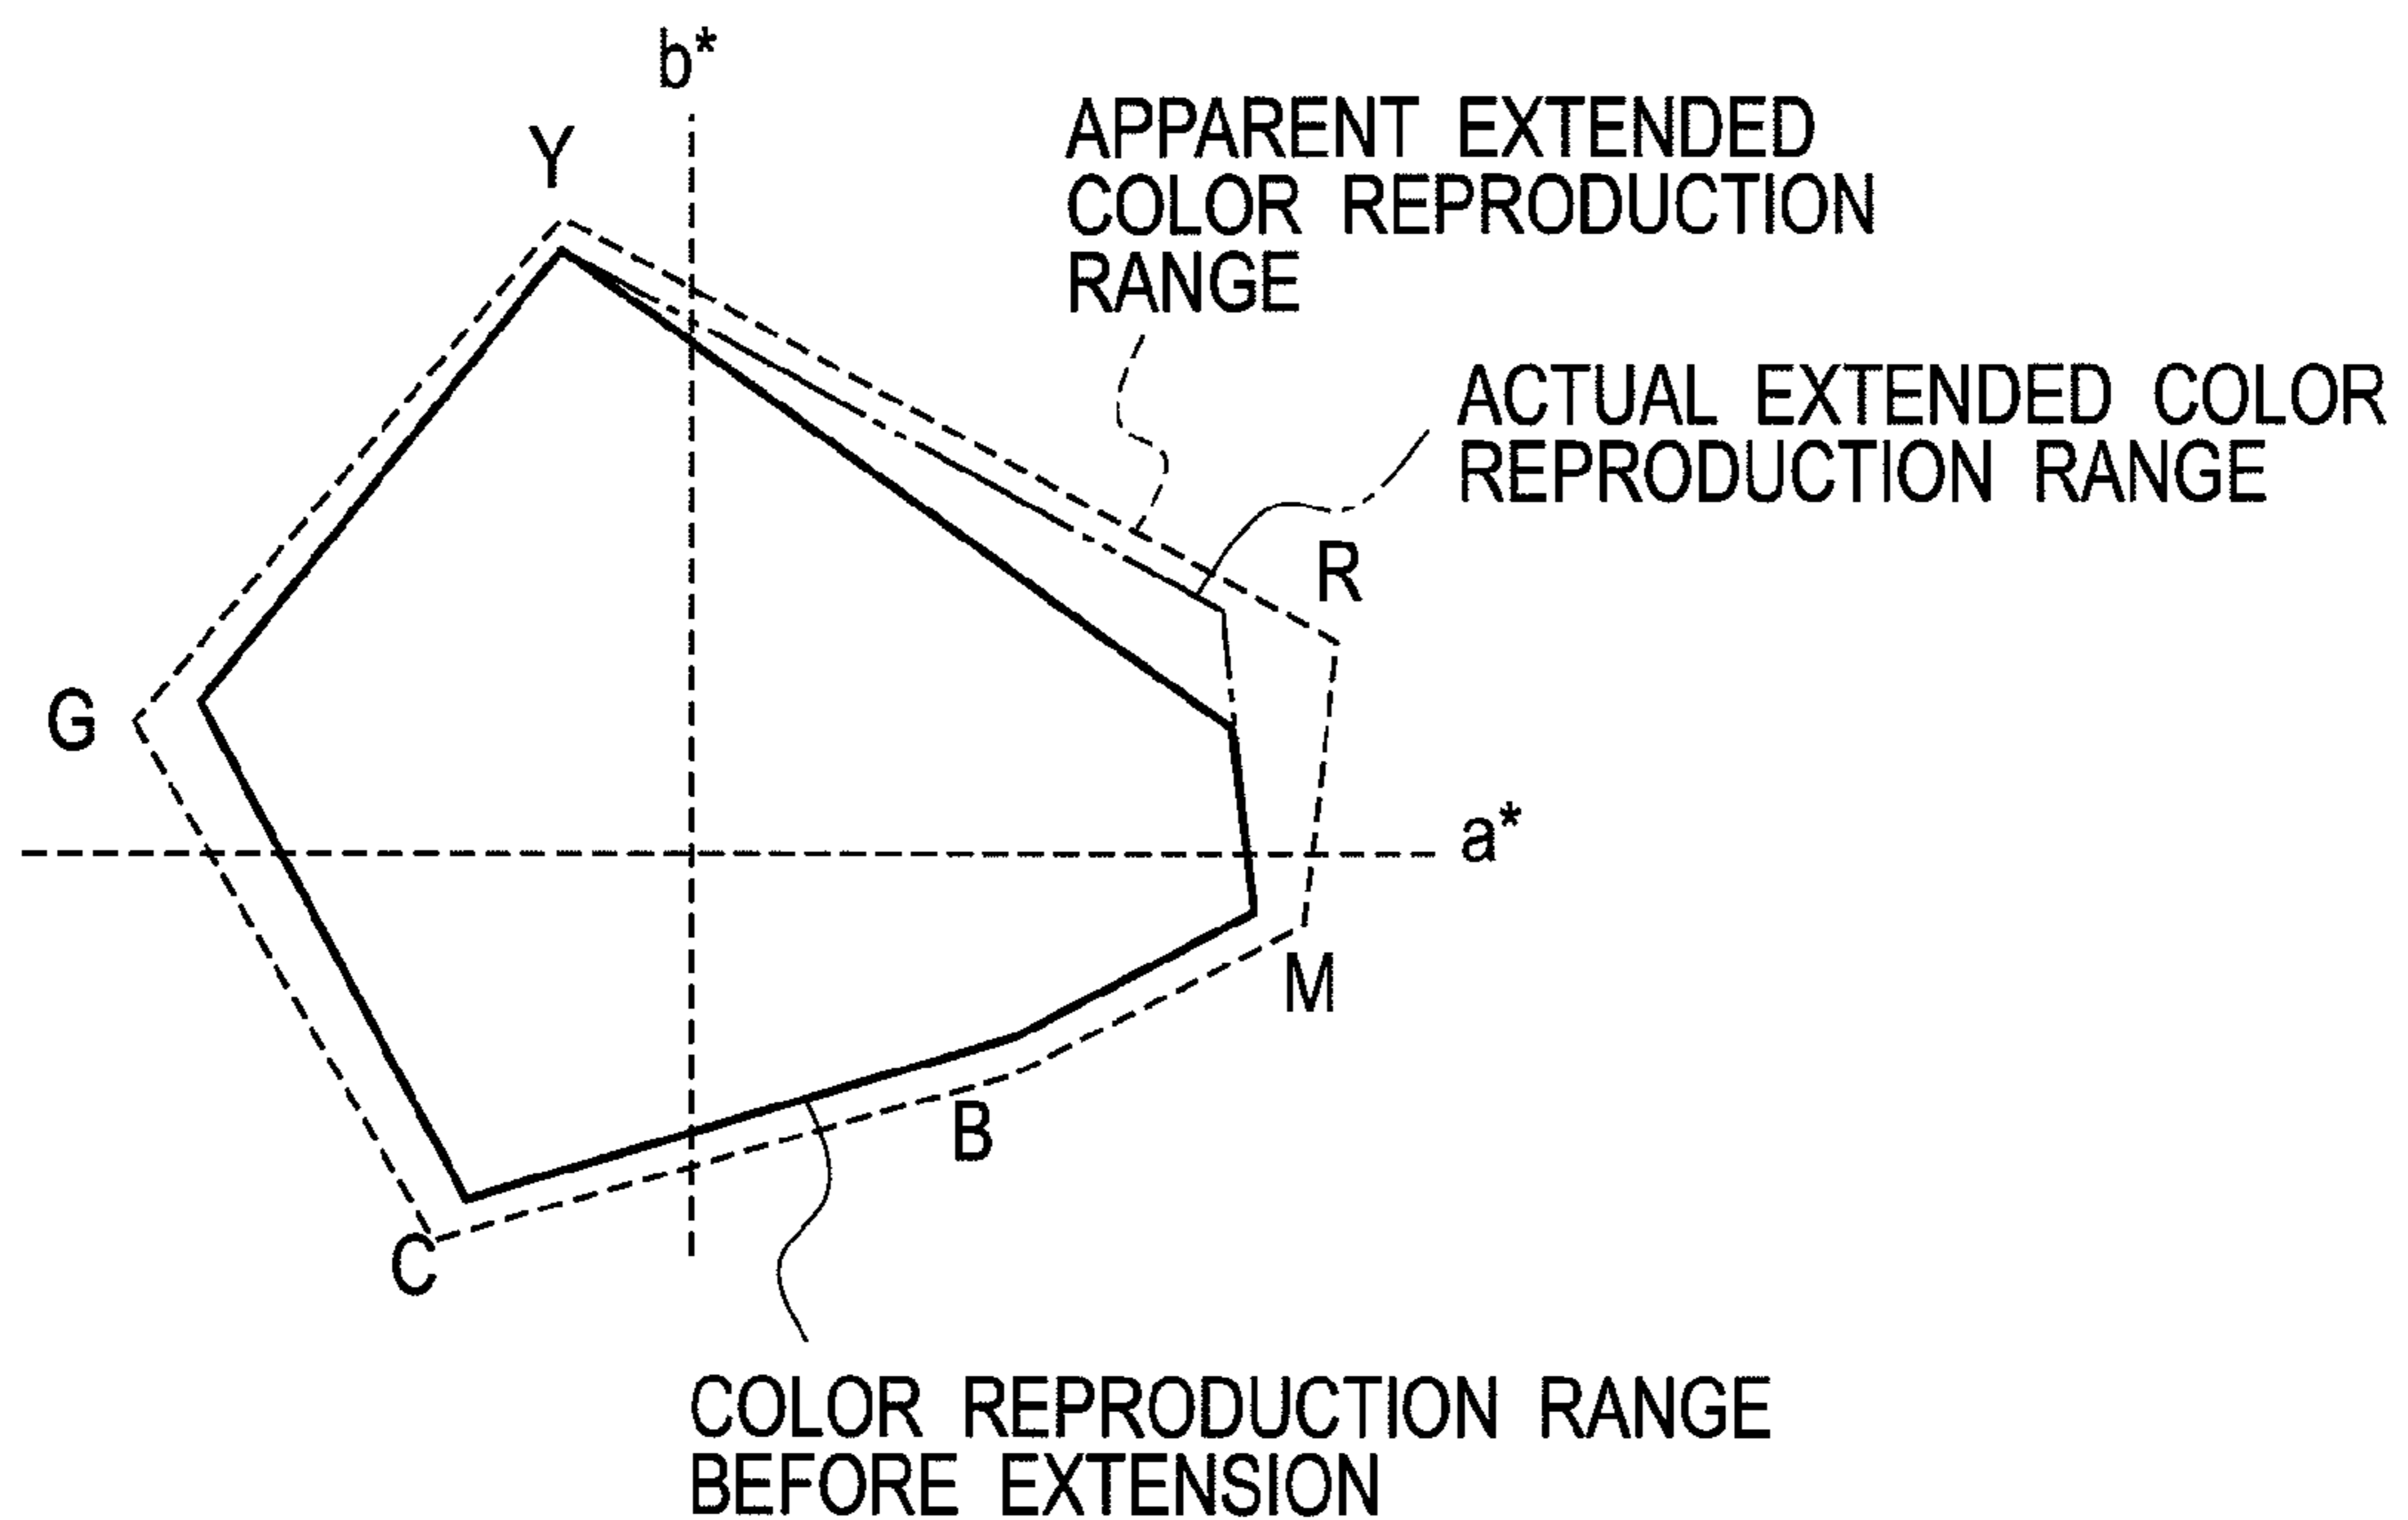 b*
Y
APPARENT EXTENDED
COLOR REPRODUCTION
RANGE
ACTUAL EXTENDED COLOR
REPRODUCTION RANGE
R
G
a*
M
B
C
COLOR REPRODUCTION RANGE
BEFORE EXTENSION